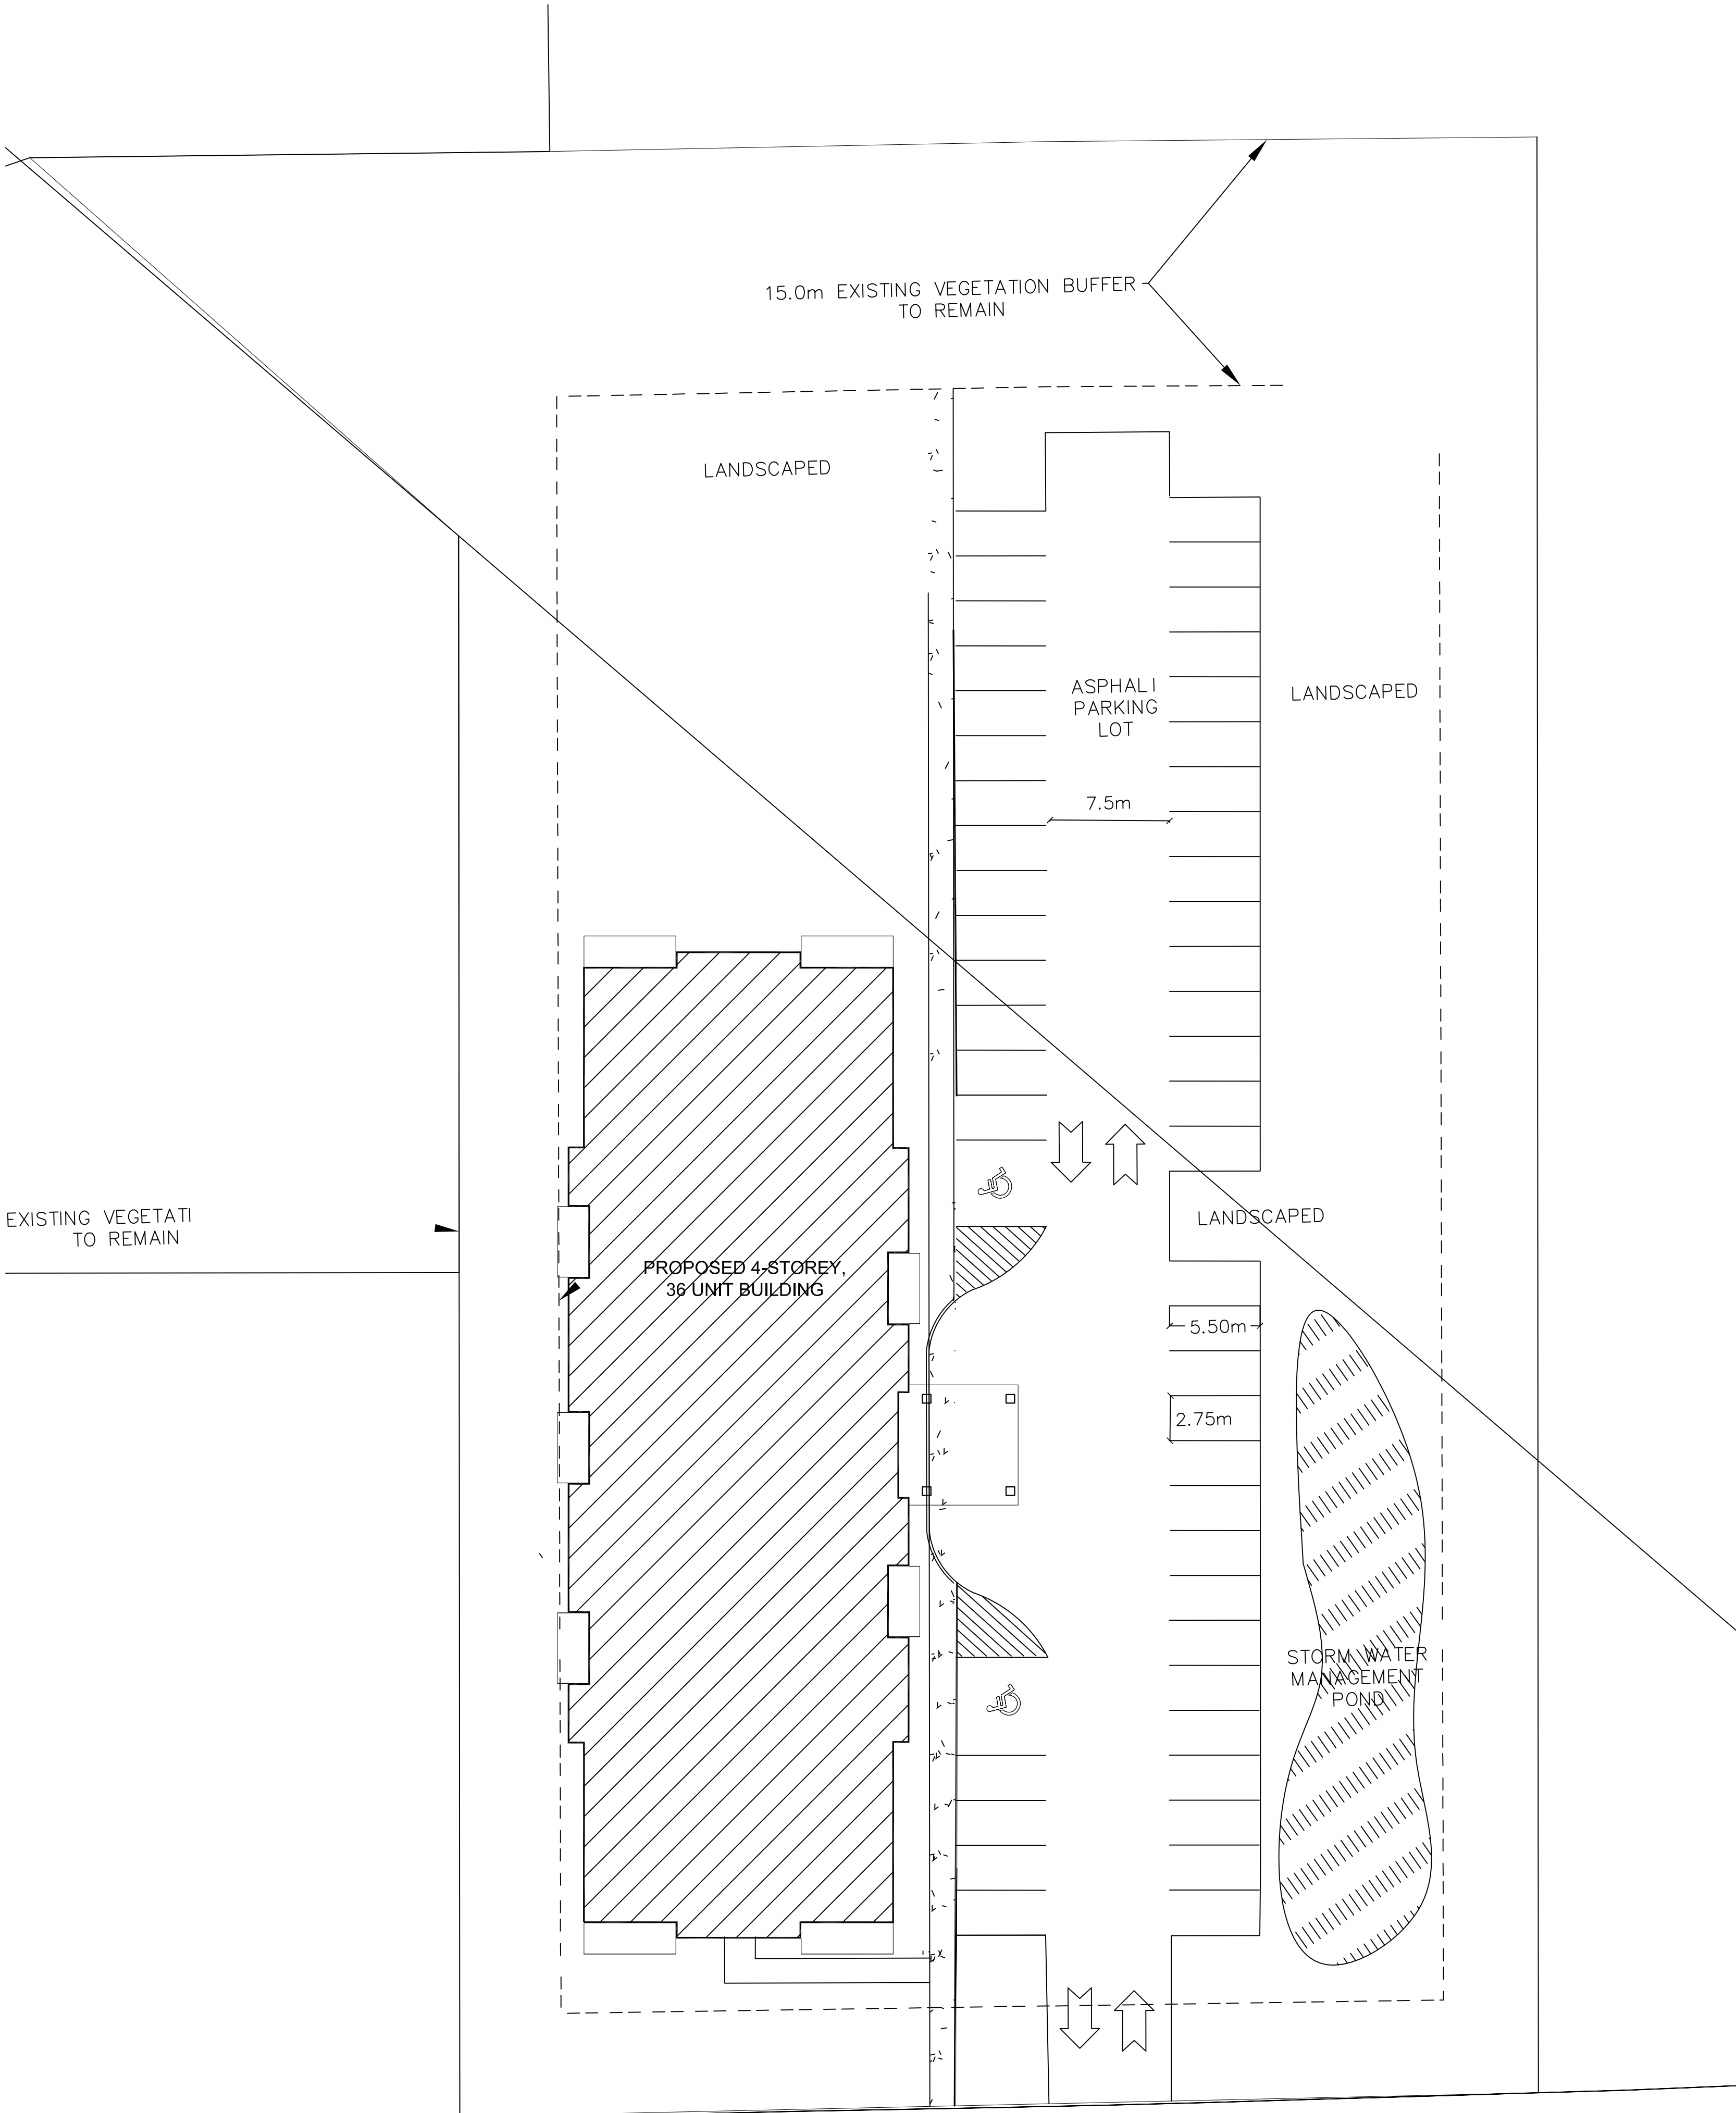 15.0m EXISTING VEGETATION BUFFER
TO REMAIN
LANDSCAPED
ASPHALI
PARKING
LOT
LANDSCAPED
7.5m
EXISTING VEGETATI
TO REMAIN
LANDSCAPED
PROPOSED 4-STOREY,
36 UNIT BUILDING
5.50m
2.75m
STORM WATER
MANAGEMENT
POND